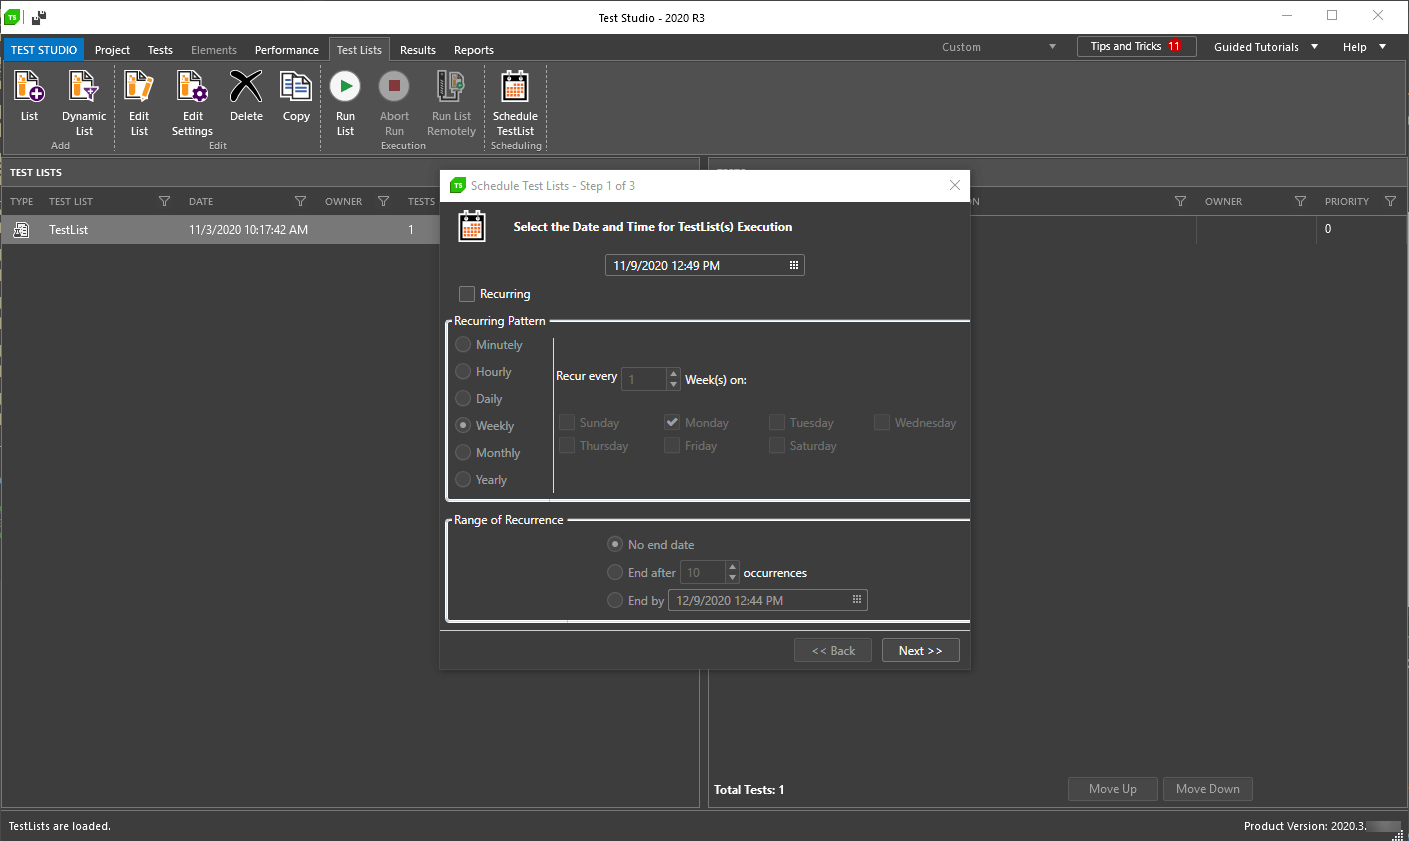 TS
Test Studio - 2020 R3
TEST STUDIO Project Tests Elements Performance Test Lists Results Reports
Custom Tips and Tricks 11 Guided Tutorials Help
List
Dynamic List
Edit List
Edit Settings
Delete
Copy
Run List
Abort Run
Run List Remotely
Schedule TestList
Add Edit Execution Scheduling
TEST LISTS
TYPE TEST LIST DATE OWNER TESTS
TestList 11/3/2020 10:17:42 AM 1
OWNER PRIORITY
0
TS Schedule Test Lists - Step 1 of 3
Select the Date and Time for TestList(s) Execution
11/9/2020 12:49 PM
Recurring
Recurring Pattern
Minutely
Hourly
Daily
Weekly
Monthly
Yearly
Recur every 1 Week(s) on:
Sunday Monday Tuesday Wednesday
Thursday Friday Saturday
Range of Recurrence
No end date
End after 10 occurrences
End by 12/9/2020 12:44 PM
<< Back Next >>
Total Tests: 1 Move Up Move Down
TestLists are loaded.
Product Version: 2020.3.